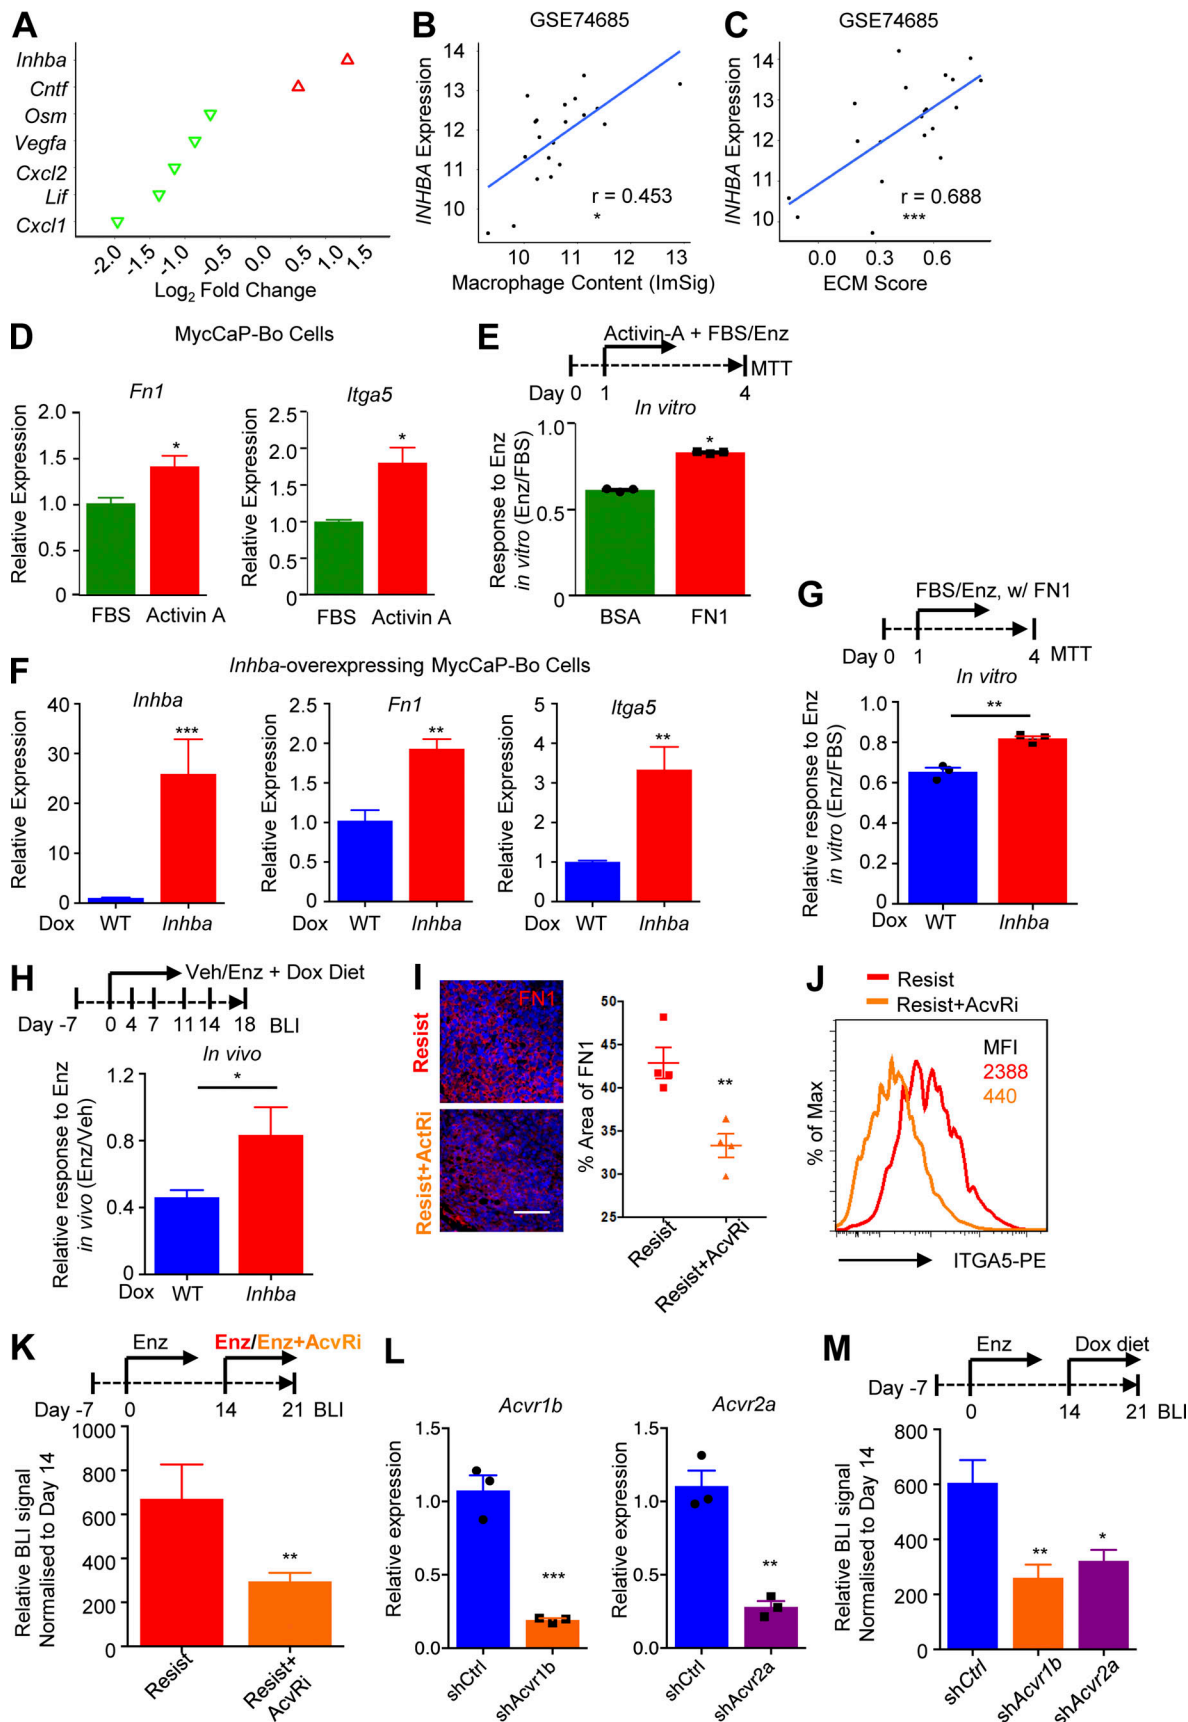 A
Inhba
Cntf
Osm
Vegfa
Cxcl2
Lif
Cxcl1
-2.0
-1.5
-1.0
-0.5
0.0
0.5
1.0
1.5
Log2 Fold Change
B
GSE74685
INHBA Expression
14
13
12
11
10
r = 0.453
*
10 11 12 13
Macrophage Content (ImSig)
C
GSE74685
INHBA Expression
14
13
12
11
10
r = 0.688
***
0.0 0.3 0.6
ECM Score
D
MycCaP-Bo Cells
Fn1
Relative Expression
2.0
1.5
1.0
0.5
0
*
FBS Activin A
Itga5
Relative Expression
2.5
2.0
1.5
1.0
0.5
0
*
FBS Activin A
E
Activin-A + FBS/Enz
MTT
Day 0 1 4
In vitro
Response to Enz
in vitro (Enz/FBS)
1.0
0.5
0
*
BSA FN1
F
Inhba-overexpressing MycCaP-Bo Cells
Inhba
Relative Expression
40
30
20
10
0
***
Dox WT Inhba
Fn1
Relative Expression
2.5
2.0
1.5
1.0
0.5
0
**
WT Inhba
Itga5
Relative Expression
5
4
3
2
1
0
**
WT Inhba
G
FBS/Enz, w/ FN1
Day 0 1 4 MTT
In vitro
Relative response to Enz
in vitro (Enz/FBS)
1.0
0.8
0.6
0.4
0.2
0
**
Dox WT Inhba
H
Veh/Enz + Dox Diet
Day -7 0 4 7 11 14 18 BLI
In vivo
Relative response to Enz
in vivo (Enz/Veh)
1.2
0.8
0.4
0
*
Dox WT Inhba
I
FN1
Resist
Resist+ActRi
% Area of FN1
50
45
40
35
30
25
**
Resist
Resist+AcvRi
J
Resist
Resist+AcvRi
MFI
2388
440
% of Max
ITGA5-PE
K
Enz
Enz/Enz+AcvRi
Day -7 0 14 21 BLI
Relative BLI signal
Normalised to Day 14
1000
800
600
400
200
0
**
Resist
Resist+
AcvRi
L
Acvr1b
Relative expression
1.5
1.0
0.5
0.0
***
shCtrl
shAcvr1b
Acvr2a
Relative expression
1.5
1.0
0.5
0.0
**
shCtrl
shAcvr2a
M
Enz
Dox diet
Day -7
0 14 21 BLI
Relative BLI signal
Normalised to Day 14
800
600
400
200
0
**
*
shCtrl
shAcvr1b
shAcvr2a